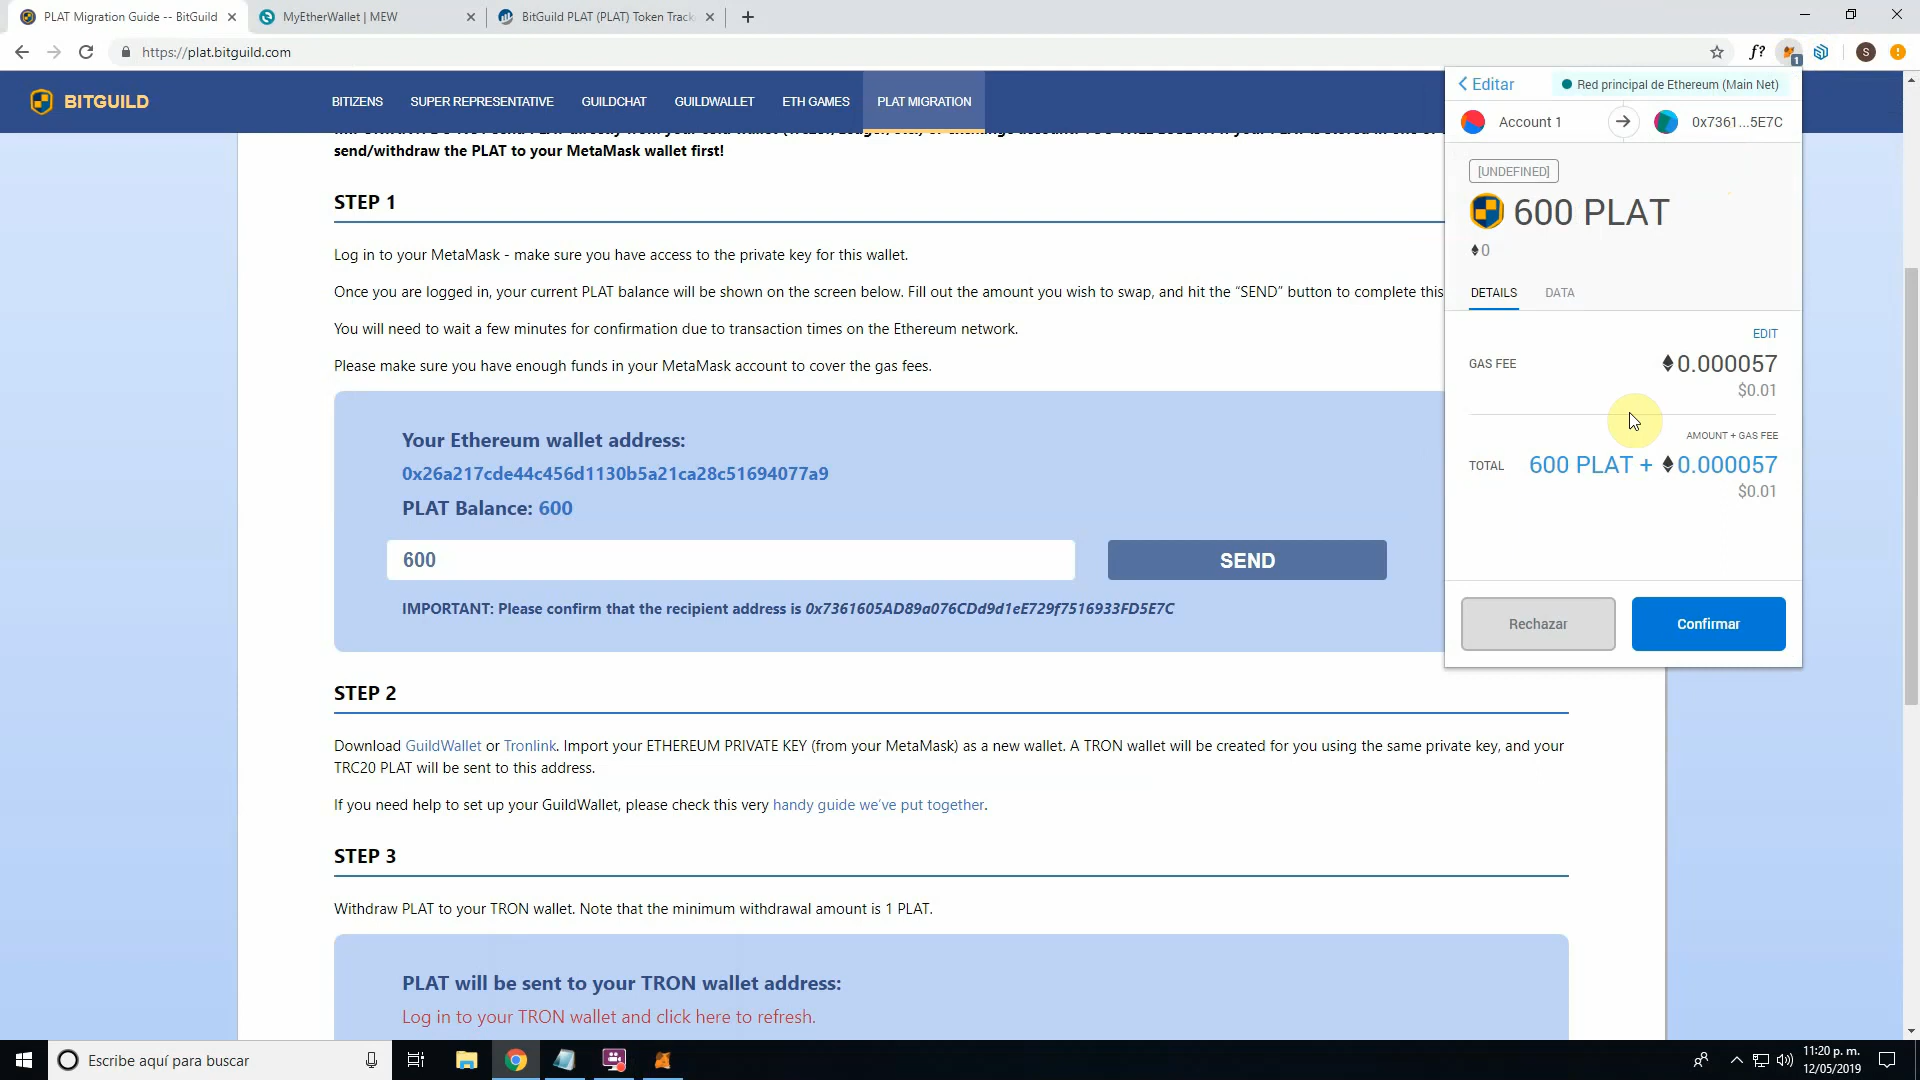 PLAT Migration Guide -- BitGuild
MyEtherWallet | MEW
BitGuild PLAT (PLAT) Token Track
https://plat.bitguild.com
f?
1
S
BITGUILD
BITIZENS
SUPER REPRESENTATIVE
GUILDCHAT
GUILDWALLET
ETH GAMES
PLAT MIGRATION
send/withdraw the PLAT to your MetaMask wallet first!
STEP 1
Log in to your MetaMask - make sure you have access to the private key for this wallet.
Once you are logged in, your current PLAT balance will be shown on the screen below. Fill out the amount you wish to swap, and hit the “SEND” button to complete this
You will need to wait a few minutes for confirmation due to transaction times on the Ethereum network.
Please make sure you have enough funds in your MetaMask account to cover the gas fees.
Your Ethereum wallet address:
0x26a217cde44c456d1130b5a21ca28c51694077a9
PLAT Balance: 600
600
SEND
IMPORTANT: Please confirm that the recipient address is 0x7361605AD89a076CDd9d1eE729f7516933FD5E7C
STEP 2
Download GuildWallet or Tronlink. Import your ETHEREUM PRIVATE KEY (from your MetaMask) as a new wallet. A TRON wallet will be created for you using the same private key, and your
TRC20 PLAT will be sent to this address.
If you need help to set up your GuildWallet, please check this very handy guide we’ve put together.
STEP 3
Withdraw PLAT to your TRON wallet. Note that the minimum withdrawal amount is 1 PLAT.
PLAT will be sent to your TRON wallet address:
Log in to your TRON wallet and click here to refresh.
Editar
Red principal de Ethereum (Main Net)
Account 1
0x7361...5E7C
[UNDEFINED]
600 PLAT
0
DETAILS
DATA
EDIT
GAS FEE
0.000057
$0.01
AMOUNT + GAS FEE
TOTAL
600 PLAT + 0.000057
$0.01
Rechazar
Confirmar
Escribe aquí para buscar
11:20 p. m.
12/05/2019